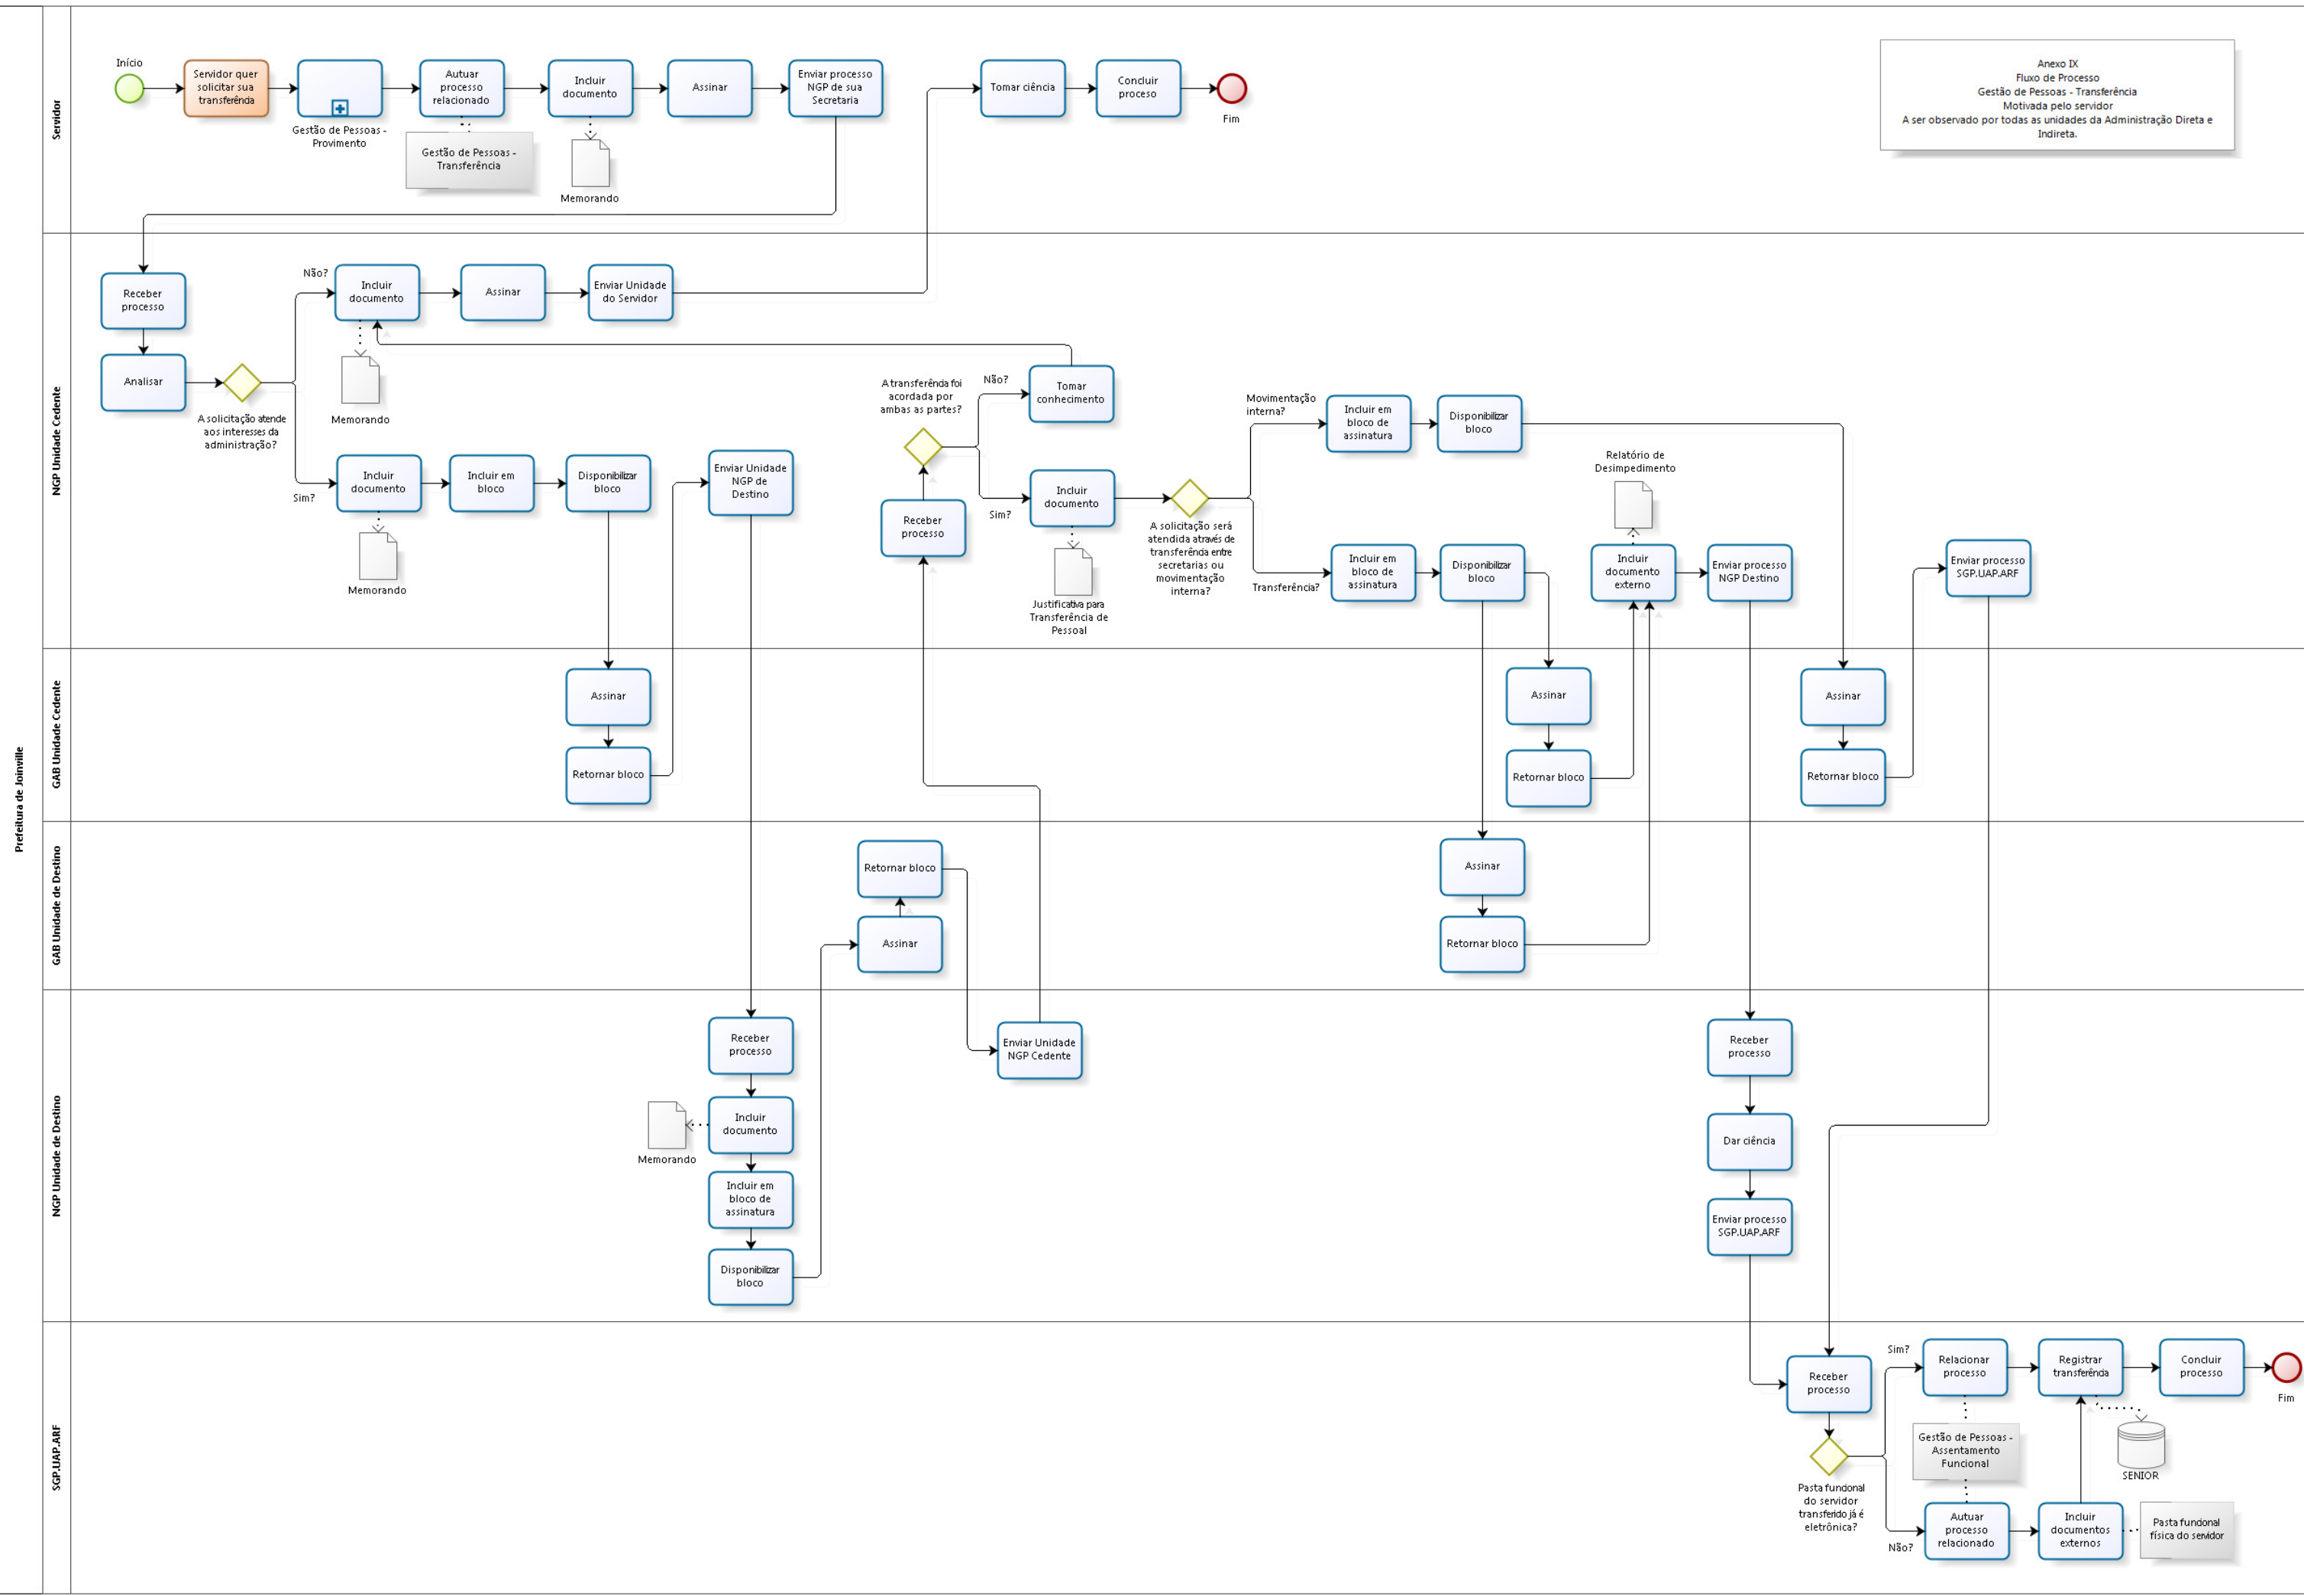 Prefeitura de Joinville
Servidor
Início
Servidor quer
solicitar sua
transferência
Gestão de Pessoas -
Provimento
Autuar
processo
relacionado
Gestão de Pessoas -
Transferência
Incluir
documento
Memorando
Assinar
Enviar processo
NGP de sua
Secretaria
Tomar ciência
Concluir
proceso
Fim
Anexo IX
Fluxo de Processo
Gestão de Pessoas - Transferência
Motivada pelo servidor
A ser observado por todas as unidades da Administração Direta e
Indireta.
NGP Unidade Cedente
Receber
processo
Analisar
A solicitação atende
aos interesses da
administração?
Não?
Incluir
documento
Memorando
Assinar
Enviar Unidade
do Servidor
Sim?
Incluir
documento
Memorando
Incluir em
bloco
Disponibilizar
bloco
Enviar Unidade
NGP de
Destino
A transferência foi
acordada por
ambas as partes?
Receber
processo
Não?
Tomar
conhecimento
Sim?
Incluir
documento
Justificativa para
Transferência de
Pessoal
A solicitação será
atendida através de
transferência entre
secretarias ou
movimentação
interna?
Movimentação
interna?
Incluir em
bloco de
assinatura
Disponibilizar
bloco
Transferência?
Incluir em
bloco de
assinatura
Disponibilizar
bloco
Relatório de
Desimpedimento
Incluir
documento
externo
Enviar processo
NGP Destino
Enviar processo
SGP.UAP.ARF
GAB Unidade Cedente
Assinar
Retornar bloco
Assinar
Retornar bloco
Assinar
Retornar bloco
GAB Unidade de Destino
Retornar bloco
Assinar
Assinar
Retornar bloco
NGP Unidade de Destino
Receber
processo
Incluir
documento
Memorando
Incluir em
bloco de
assinatura
Disponibilizar
bloco
Enviar Unidade
NGP Cedente
Receber
processo
Dar ciência
Enviar processo
SGP.UAP.ARF
SGP.UAP.ARF
Receber
processo
Pasta funcional
do servidor
transferido já é
eletrônica?
Sim?
Relacionar
processo
Registrar
transferência
Concluir
processo
Fim
Gestão de Pessoas -
Assentamento
Funcional
SENIOR
Não?
Autuar
processo
relacionado
Incluir
documentos
externos
Pasta funcional
física do servidor